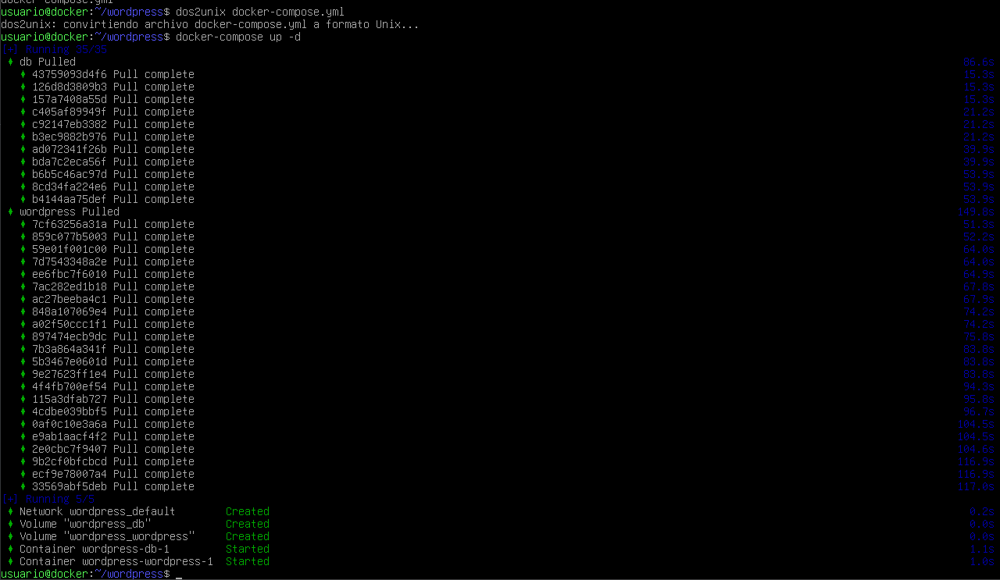 docker-compose.yml
usuario@docker:~/wordpress$ dos2unix docker-compose.yml
dos2unix: convirtiendo archivo docker-compose.yml a formato Unix...
usuario@docker:~/wordpress$ docker-compose up -d
[+] Running 35/35
db Pulled 86.6s
43759093d4f6 Pull complete 15.3s
126d8d3809b3 Pull complete 15.3s
157a7408a55d Pull complete 15.3s
c405af89949f Pull complete 21.2s
c92147eb3382 Pull complete 21.2s
b3ec9882b976 Pull complete 21.2s
ad072341f26b Pull complete 39.9s
bda7c2eca56f Pull complete 39.9s
b6b5c46ac97d Pull complete 59.9s
8cd34fa224e6 Pull complete 59.9s
b4144aa75def Pull complete 59.9s
wordpress Pulled 149.8s
7cf63256a31a Pull complete 51.9s
859c077b5003 Pull complete 52.2s
59e01f001c00 Pull complete 64.0s
7d7543348a2e Pull complete 64.0s
ee6fbc7f6010 Pull complete 64.9s
7ac282ed1b18 Pull complete 67.8s
ac27beeba4c1 Pull complete 67.9s
848a107069e4 Pull complete 74.2s
a02f50ccc1f1 Pull complete 74.2s
897474ecb9dc Pull complete 75.8s
7b3a864a341f Pull complete 83.8s
5b3467e0601d Pull complete 83.8s
9e27623ff1e4 Pull complete 83.8s
4f4fb700ef54 Pull complete 94.9s
115a3dfab727 Pull complete 95.8s
4cdbe039bbf5 Pull complete 96.7s
0af0c10e3a6a Pull complete 104.5s
e9ab1aacf4f2 Pull complete 104.5s
2e0cbc7f9407 Pull complete 104.6s
9b2cf0bfcbcd Pull complete 116.9s
ecf9e78007a4 Pull complete 116.9s
33569abf5deb Pull complete 117.0s
[+] Running 5/5
Network wordpress_default Created 0.2s
Volume "wordpress_db" Created 0.0s
Volume "wordpress_wordpress" Created 0.0s
Container wordpress-db-1 Started 1.1s
Container wordpress-wordpress-1 Started 1.0s
usuario@docker:~/wordpress$ _